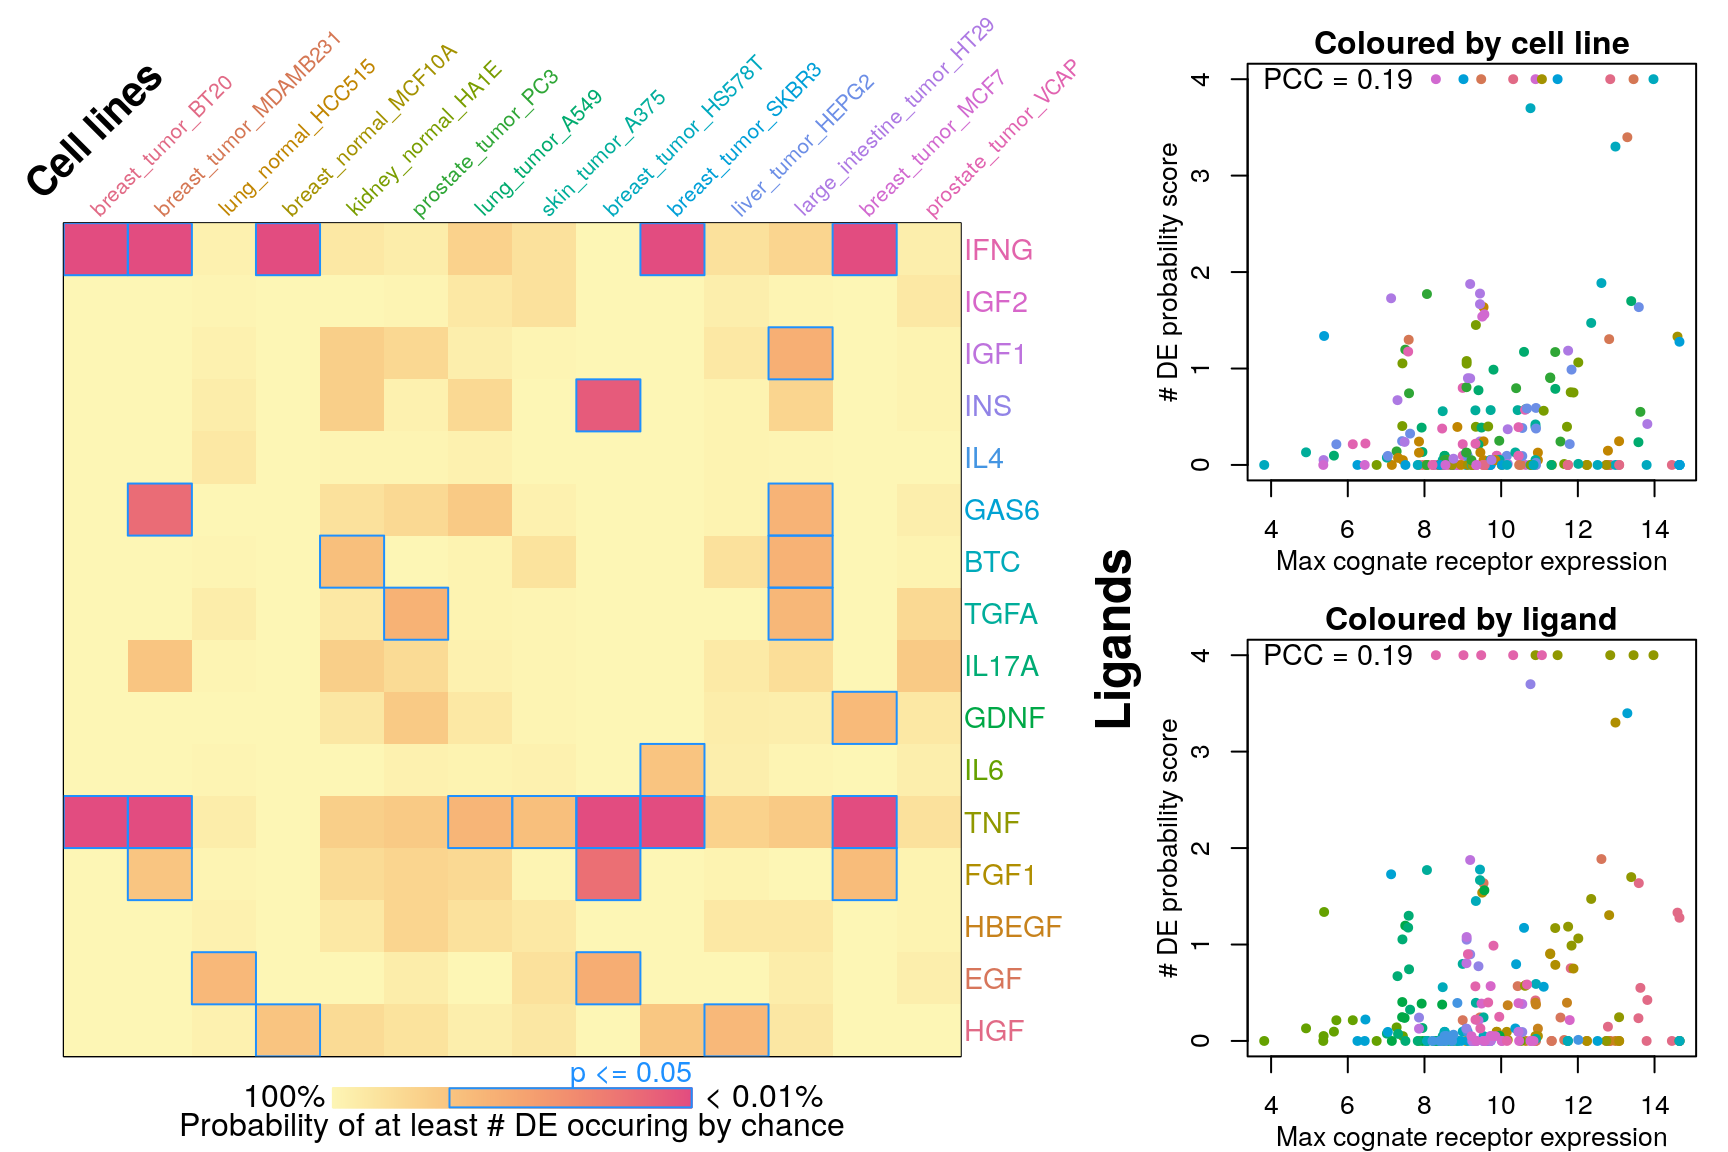 Cell lines
breast_tumor_BT20
breast_tumor_MDAMB231
lung_normal_HCC515
breast_normal_MCF10A
kidney_normal_HA1E
prostate_tumor_PC3
lung_tumor_A549
skin_tumor_A375
breast_tumor_HS578T
breast_tumor_SKBR3
liver_tumor_HEPG2
large_intestine_tumor_HT29
breast_tumor_MCF7
prostate_tumor_VCAP
IFNG
IGF2
IGF1
INS
IL4
GAS6
BTC
TGFA
IL17A
GDNF
IL6
TNF
FGF1
HBEGF
EGF
HGF
Ligands
p <= 0.05
100% < 0.01%
Probability of at least # DE occuring by chance
Coloured by cell line
PCC = 0.19
# DE probability score
4
3
2
1
0
4 6 8 10 12 14
Max cognate receptor expression
Coloured by ligand
PCC = 0.19
# DE probability score
4
3
2
1
0
4 6 8 10 12 14
Max cognate receptor expression